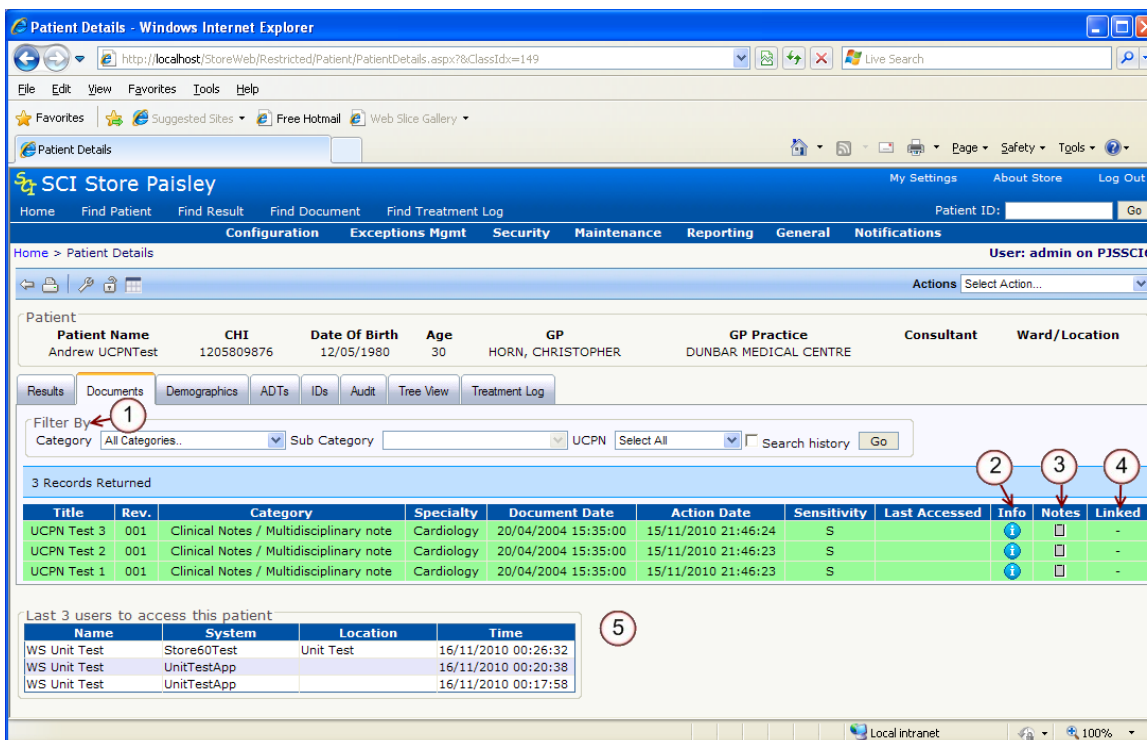 Patient Details - Windows Internet Explorer
http://localhost/StoreWeb/Restricted/Patient/PatientDetails.aspx?&ClassIdx=149
Live Search
File Edit View Favorites Tools Help
Favorites Suggested Sites Free Hotmail Web Slice Gallery
Patient Details Page Safety Tools
SCI Store Paisley My Settings About Store Log Out
Home Find Patient Find Result Find Document Find Treatment Log Patient ID: Go
Configuration Exceptions Mgmt Security Maintenance Reporting General Notifications
Home > Patient Details User: admin on PJSSCI
Actions Select Action...
Patient
Patient Name CHI Date Of Birth Age GP GP Practice Consultant Ward/Location
Andrew UCPNTest 1205809876 12/05/1980 30 HORN, CHRISTOPHER DUNBAR MEDICAL CENTRE
Results Documents Demographics ADTs IDs Audit Tree View Treatment Log
Filter By 1
Category All Categories.. Sub Category UCPN Select All Search history Go
2 3 4
3 Records Returned
Title Rev. Category Specialty Document Date Action Date Sensitivity Last Accessed Info Notes Linked
UCPN Test 3 001 Clinical Notes / Multidisciplinary note Cardiology 20/04/2004 15:35:00 15/11/2010 21:46:24 S -
UCPN Test 2 001 Clinical Notes / Multidisciplinary note Cardiology 20/04/2004 15:35:00 15/11/2010 21:46:23 S -
UCPN Test 1 001 Clinical Notes / Multidisciplinary note Cardiology 20/04/2004 15:35:00 15/11/2010 21:46:23 S -
Last 3 users to access this patient
5
Name System Location Time
WS Unit Test Store60Test Unit Test 16/11/2010 00:26:32
WS Unit Test UnitTestApp 16/11/2010 00:20:38
WS Unit Test UnitTestApp 16/11/2010 00:17:58
Local intranet 100%